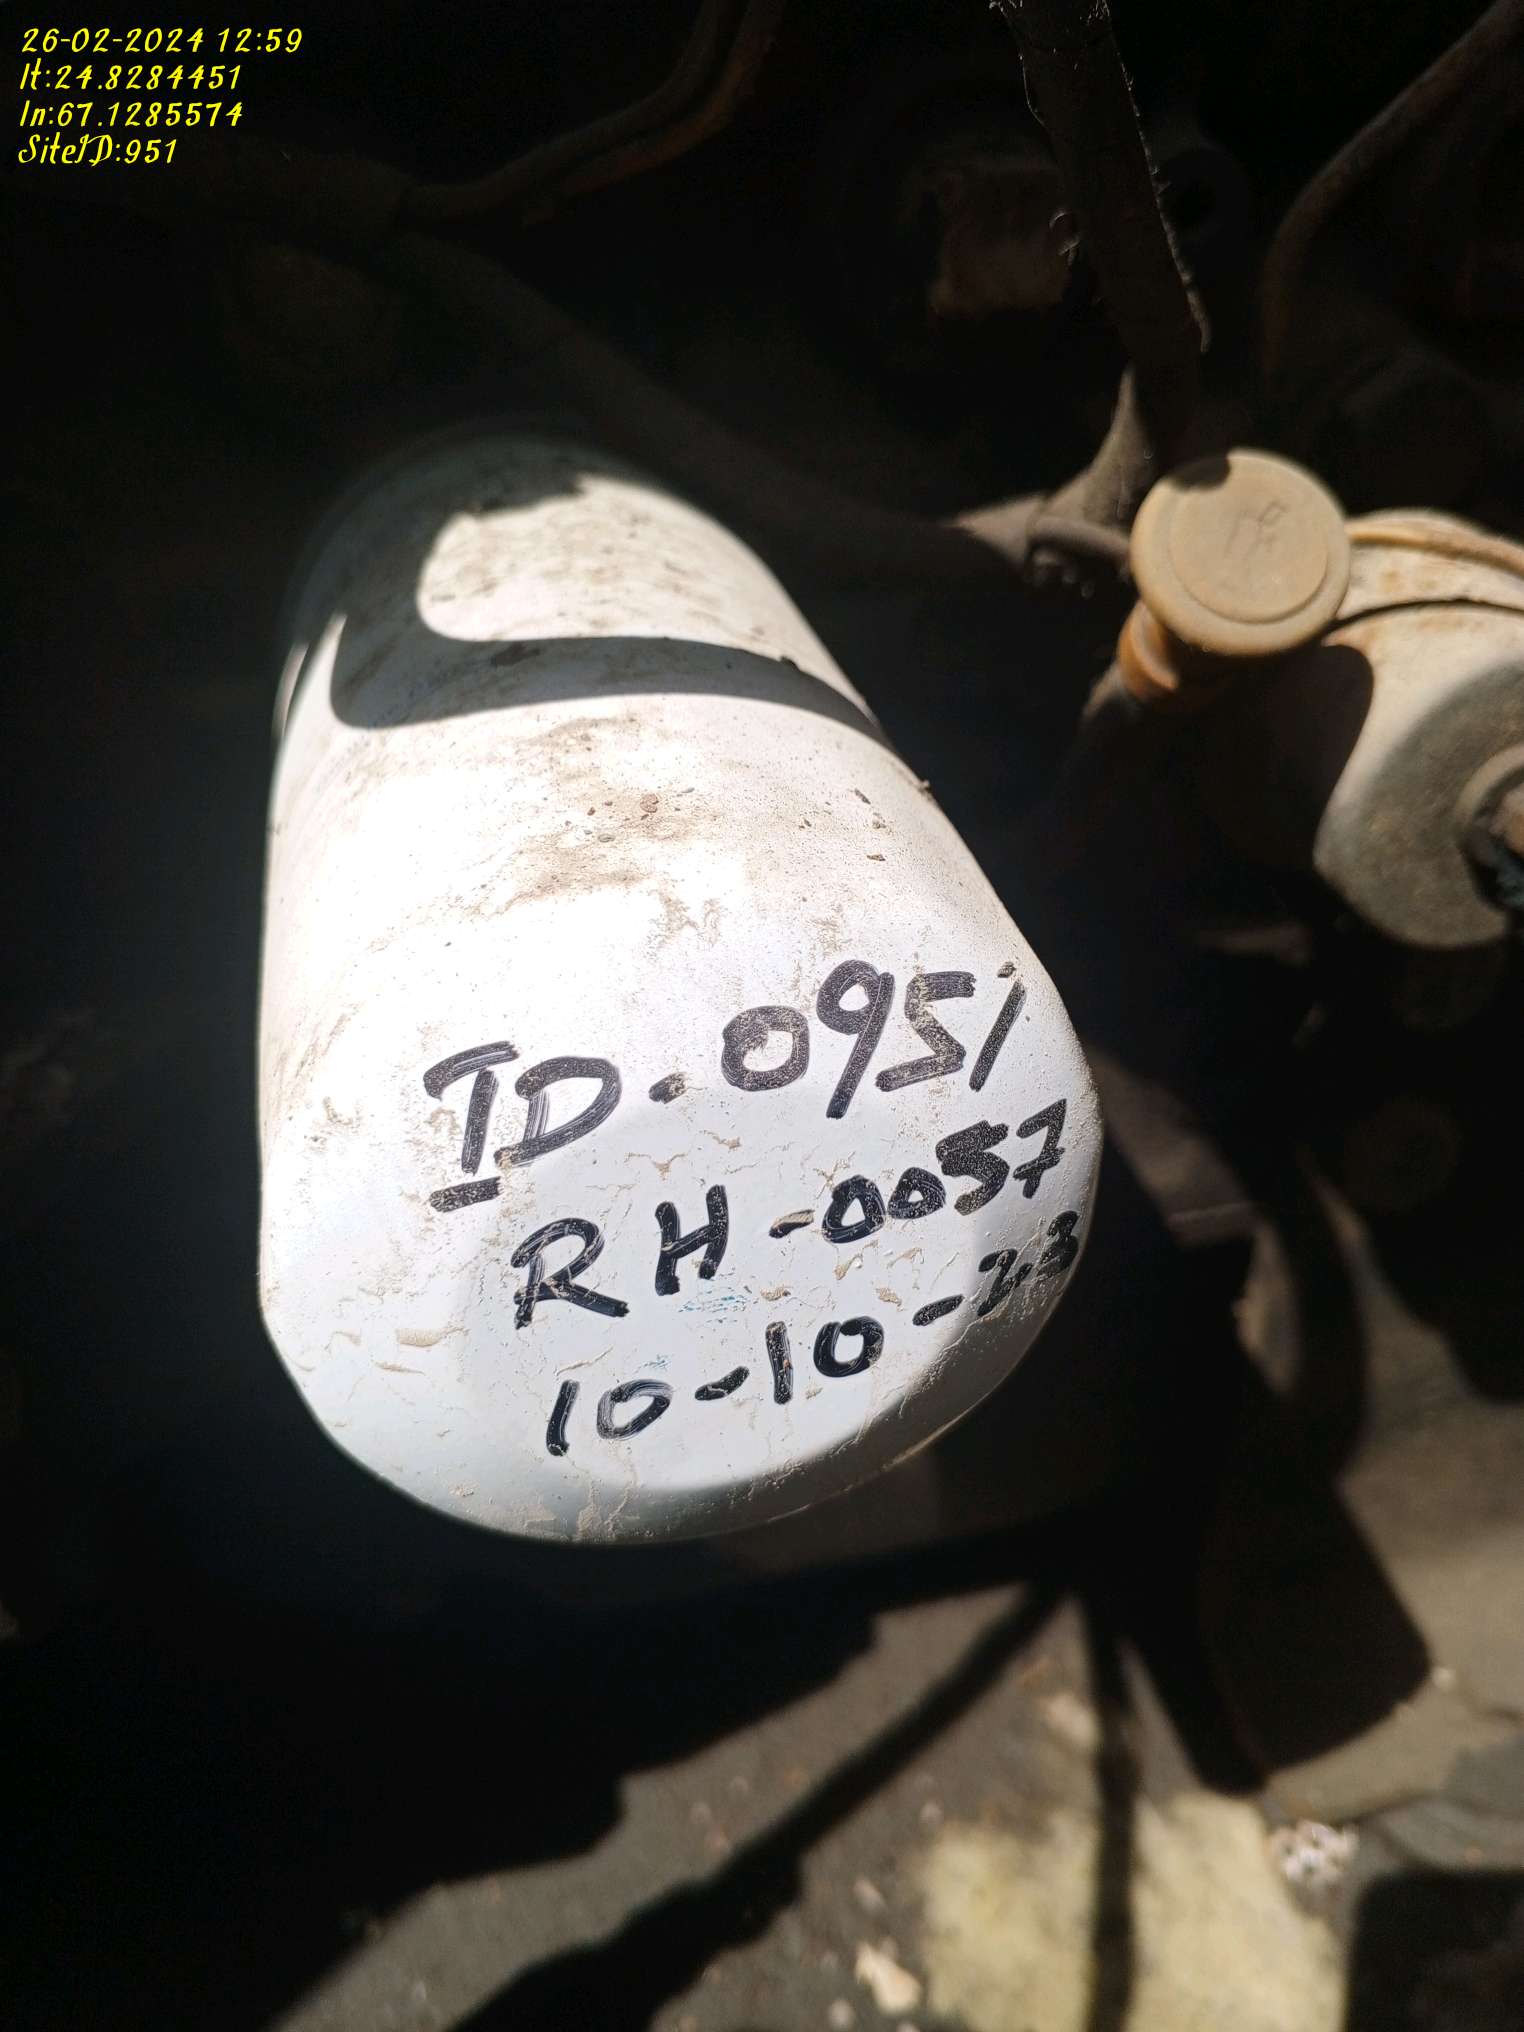 26-02-2024 12:59
lt:24.8284451
ln:67.1285574
SiteID:951
ID-0951
RH-0057
10-10-23